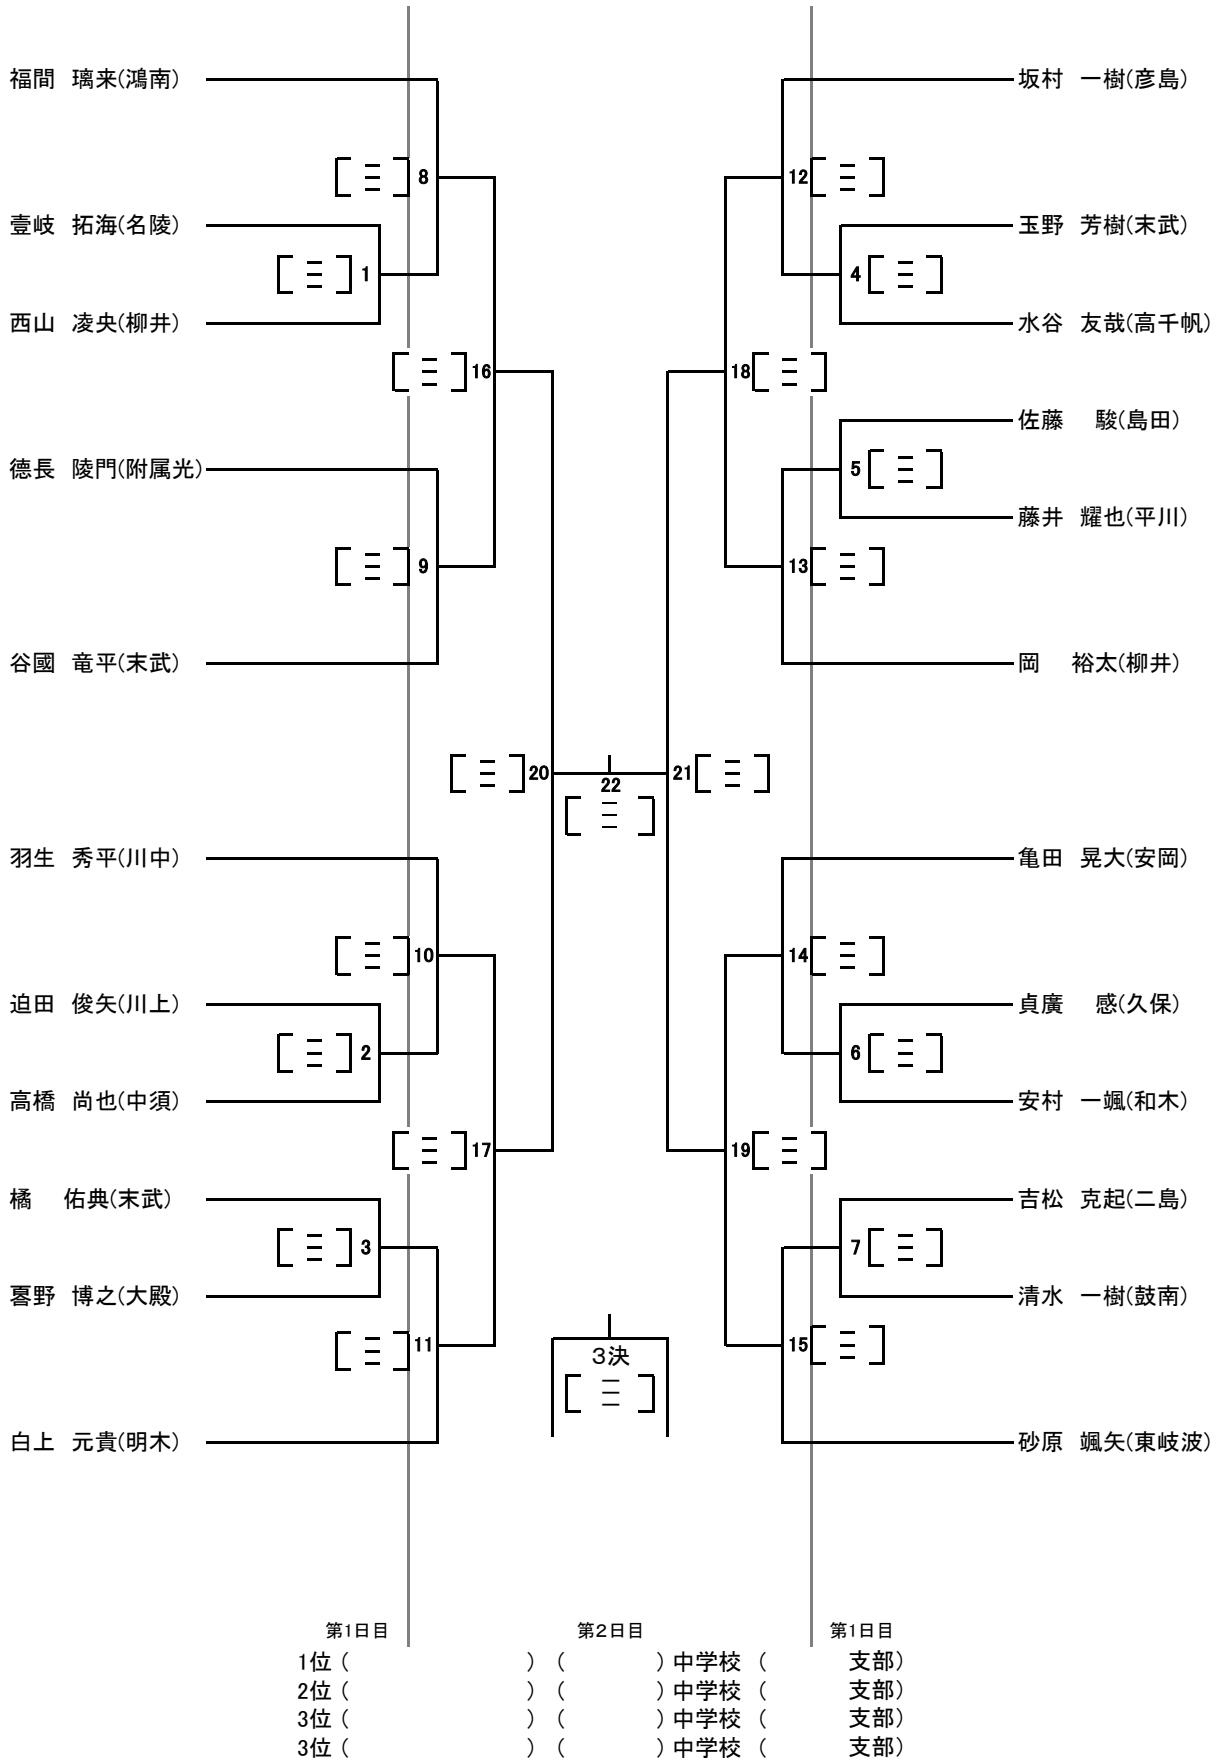 福間 璃来(鴻南)
8
壹岐 拓海(名陵)
1
西山 凌央(柳井)
16
德長 陵門(附属光)
9
谷國 竜平(末武)
20
羽生 秀平(川中)
10
迫田 俊矢(川上)
2
高橋 尚也(中須)
17
橘 佑典(末武)
3
野 博之(大殿)
11
白上 元貴(明木)
22
3決
坂村 一樹(彦島)
12
玉野 芳樹(末武)
4
水谷 友哉(高千帆)
18
佐藤 駿(島田)
5
藤井 耀也(平川)
13
岡 裕太(柳井)
21
亀田 晃大(安岡)
14
貞廣 感(久保)
6
安村 一颯(和木)
19
吉松 克起(二島)
7
清水 一樹(鼓南)
15
砂原 颯矢(東岐波)
第1日目 第2日目 第1日目
1位 ( ) ( ) 中学校 ( 支部)
2位 ( ) ( ) 中学校 ( 支部)
3位 ( ) ( ) 中学校 ( 支部)
3位 ( ) ( ) 中学校 ( 支部)